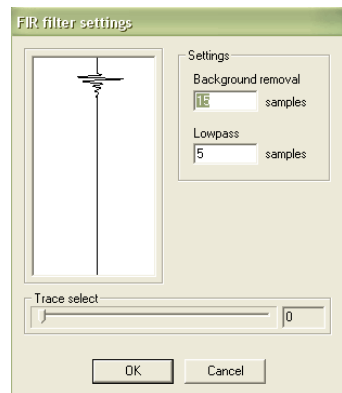 FIR filter settings
Settings
Background removal
15 samples
Lowpass
5 samples
Trace select
0
OK Cancel